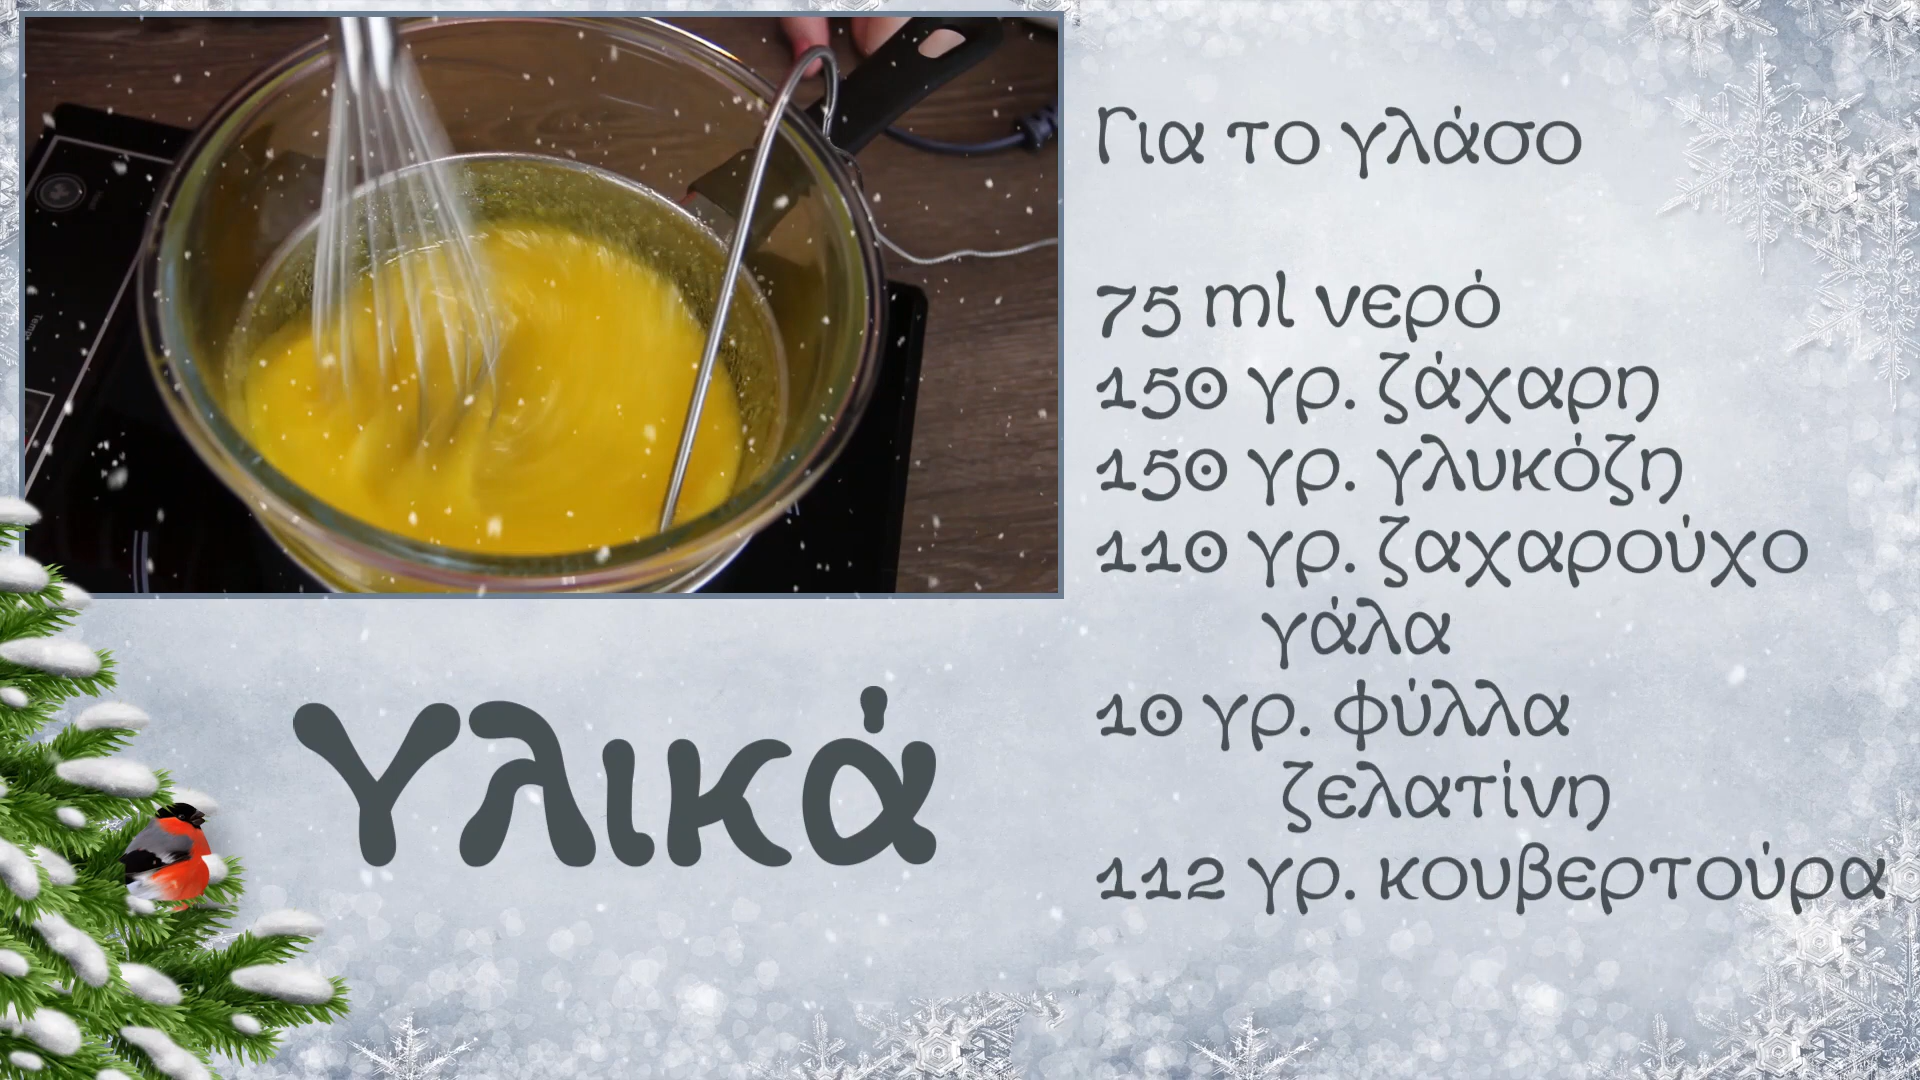 Για το γλάσο
75 ml νερό
150 γρ. ζάχαρη
150 γρ. γλυκόζη
110 γρ. ζαχαρούχο
γάλα
10 γρ. φύλλα
ζελατίνη
112 γρ. κουβερτούρα
Υλικά